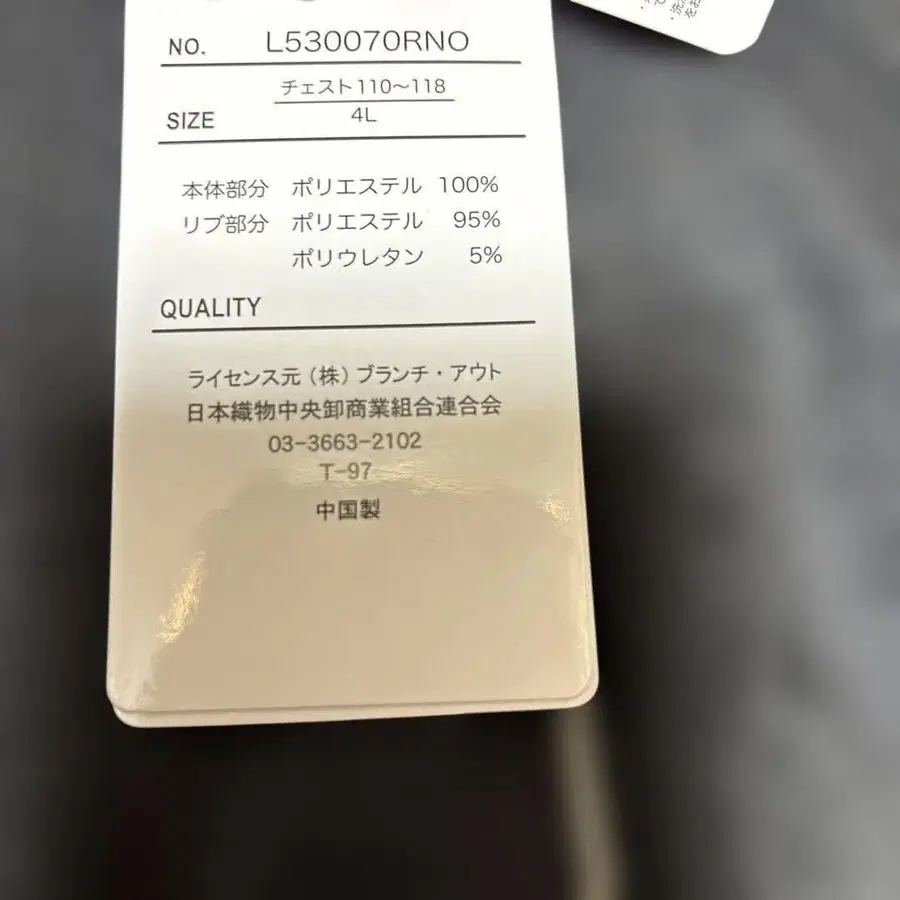 NO. L530070RNO
チェスト110〜118
SIZE 4L
本体部分 ポリエステル 100%
リブ部分 ポリエステル 95%
ポリウレタン 5%
QUALITY
ライセンス元（株）ブランチ・アウト
日本織物中央卸商業組合連合会
03-3663-2102
T-97
中国製